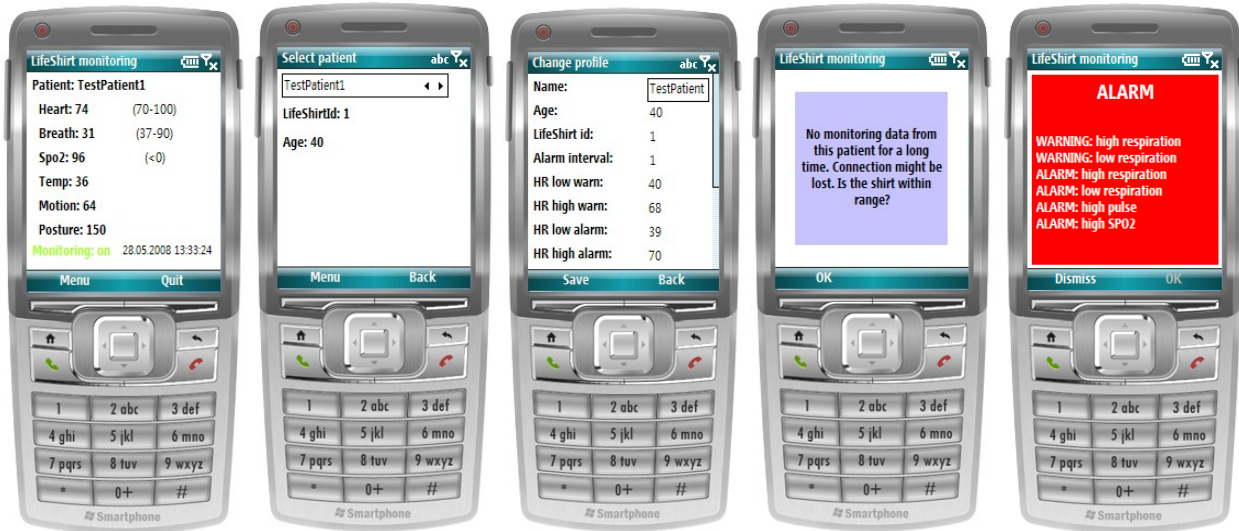 LifeShirt monitoring
Patient: TestPatient1
Heart: 74 (70-100)
Breath: 31 (37-90)
Spo2: 96 (<0)
Temp: 36
Motion: 64
Posture: 150
Monitoring: on 28.05.2008 13:33:24
Menu Quit
1 2 abc 3 def
4 ghi 5 jkl 6 mno
7 pqrs 8 tuv 9 wxyz
* 0+ #
Smartphone
Select patient abc
TestPatient1
LifeShirtId: 1
Age: 40
Menu Back
1 2 abc 3 def
4 ghi 5 jkl 6 mno
7 pqrs 8 tuv 9 wxyz
* 0+ #
Smartphone
Change profile abc
Name: TestPatient
Age: 40
LifeShirt id: 1
Alarm interval: 1
HR low warn: 40
HR high warn: 68
HR low alarm: 39
HR high alarm: 70
Save Back
1 2 abc 3 def
4 ghi 5 jkl 6 mno
7 pqrs 8 tuv 9 wxyz
* 0+ #
Smartphone
LifeShirt monitoring
No monitoring data from
this patient for a long
time. Connection might be
lost. Is the shirt within
range?
OK
1 2 abc 3 def
4 ghi 5 jkl 6 mno
7 pqrs 8 tuv 9 wxyz
* 0+ #
Smartphone
LifeShirt monitoring
ALARM
WARNING: high respiration
WARNING: low respiration
ALARM: high respiration
ALARM: low respiration
ALARM: high pulse
ALARM: high SPO2
Dismiss OK
1 2 abc 3 def
4 ghi 5 jkl 6 mno
7 pqrs 8 tuv 9 wxyz
* 0+ #
Smartphone